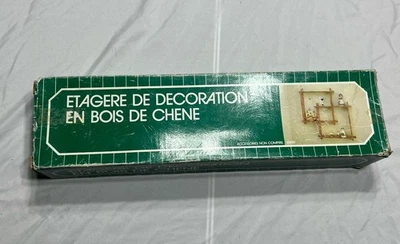 ETAGERE DE DECORATION
EN BOIS DE CHENE
ACCESSOIRES NON COMPRIS